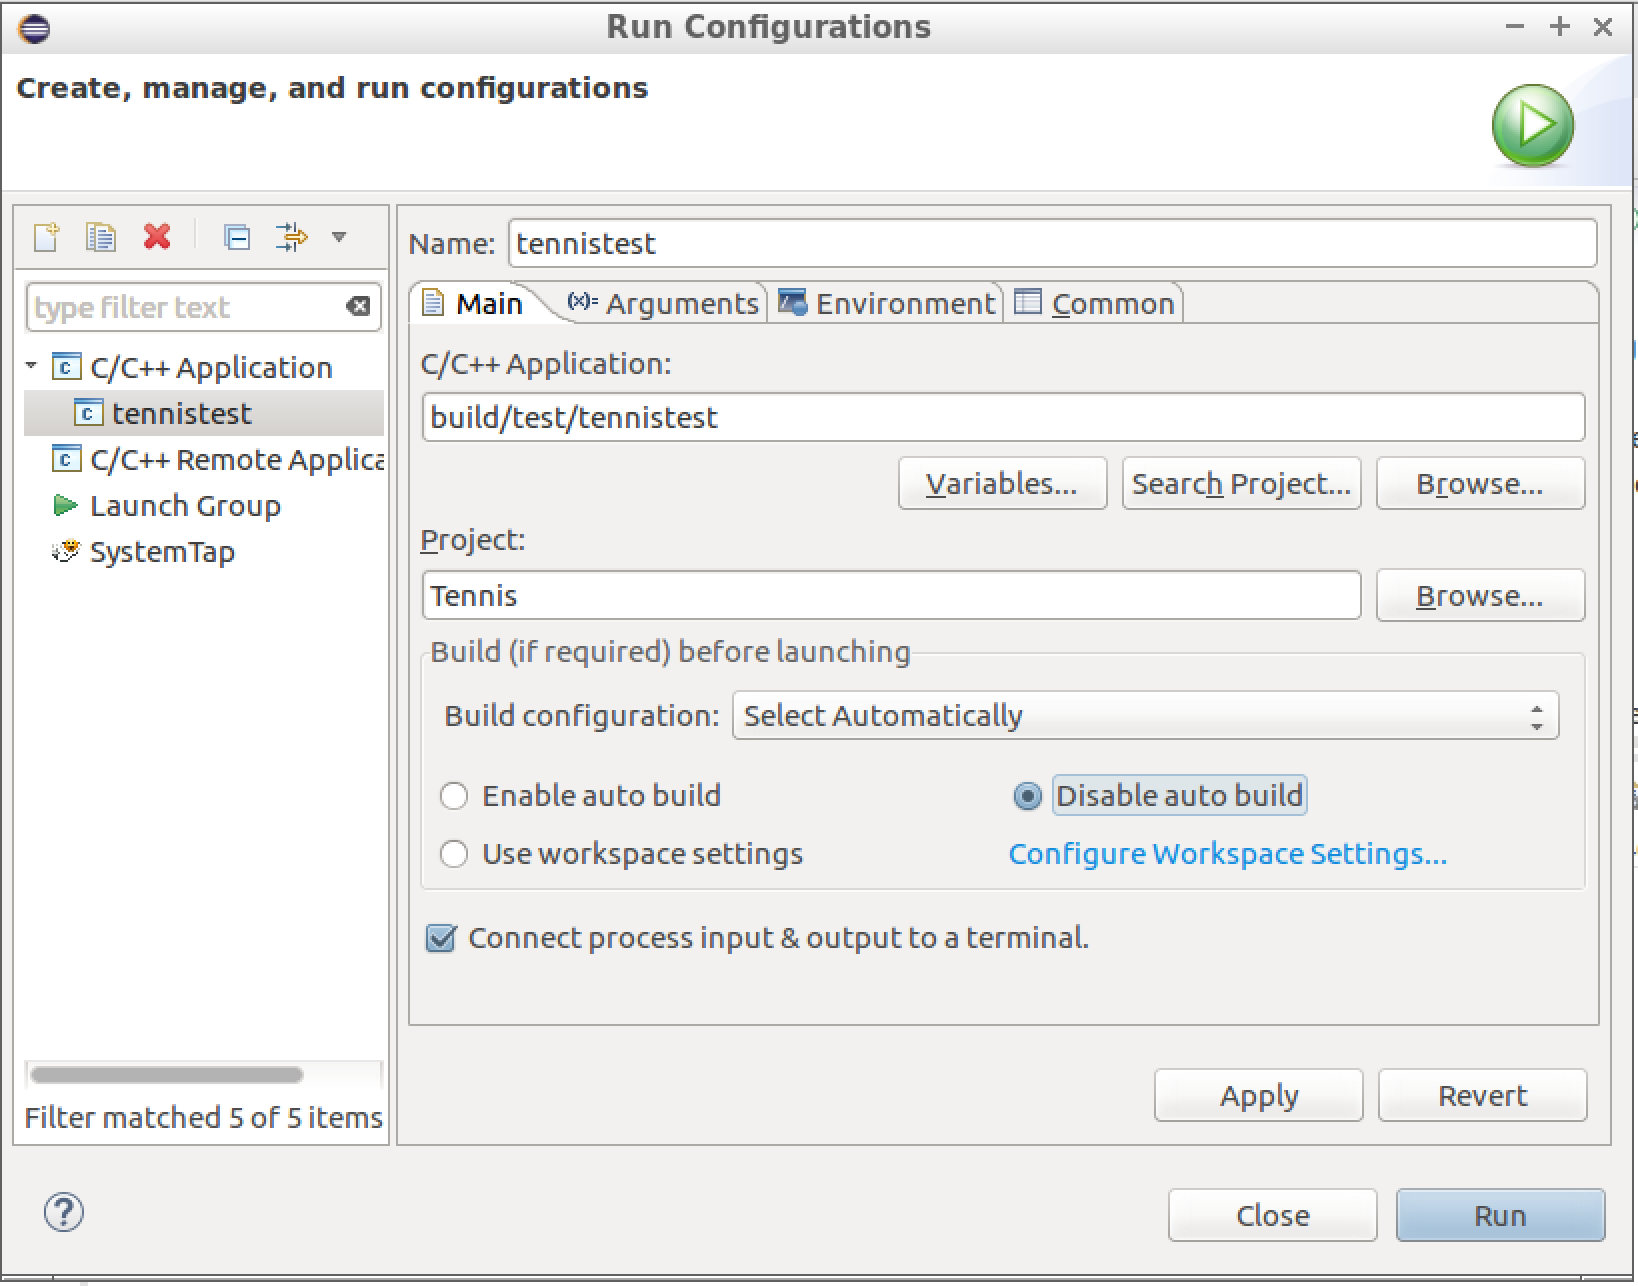 Run Configurations
Create, manage, and run configurations
type filter text
C/C++ Application
tennistest
C/C++ Remote Applica
Launch Group
SystemTap
Filter matched 5 of 5 items
Name: tennistest
Main (x)= Arguments Environment Common
C/C++ Application:
build/test/tennistest
Variables... Search Project... Browse...
Project:
Tennis Browse...
Build (if required) before launching
Build configuration: Select Automatically
Enable auto build Disable auto build
Use workspace settings Configure Workspace Settings...
Connect process input & output to a terminal.
Apply Revert
? Close Run